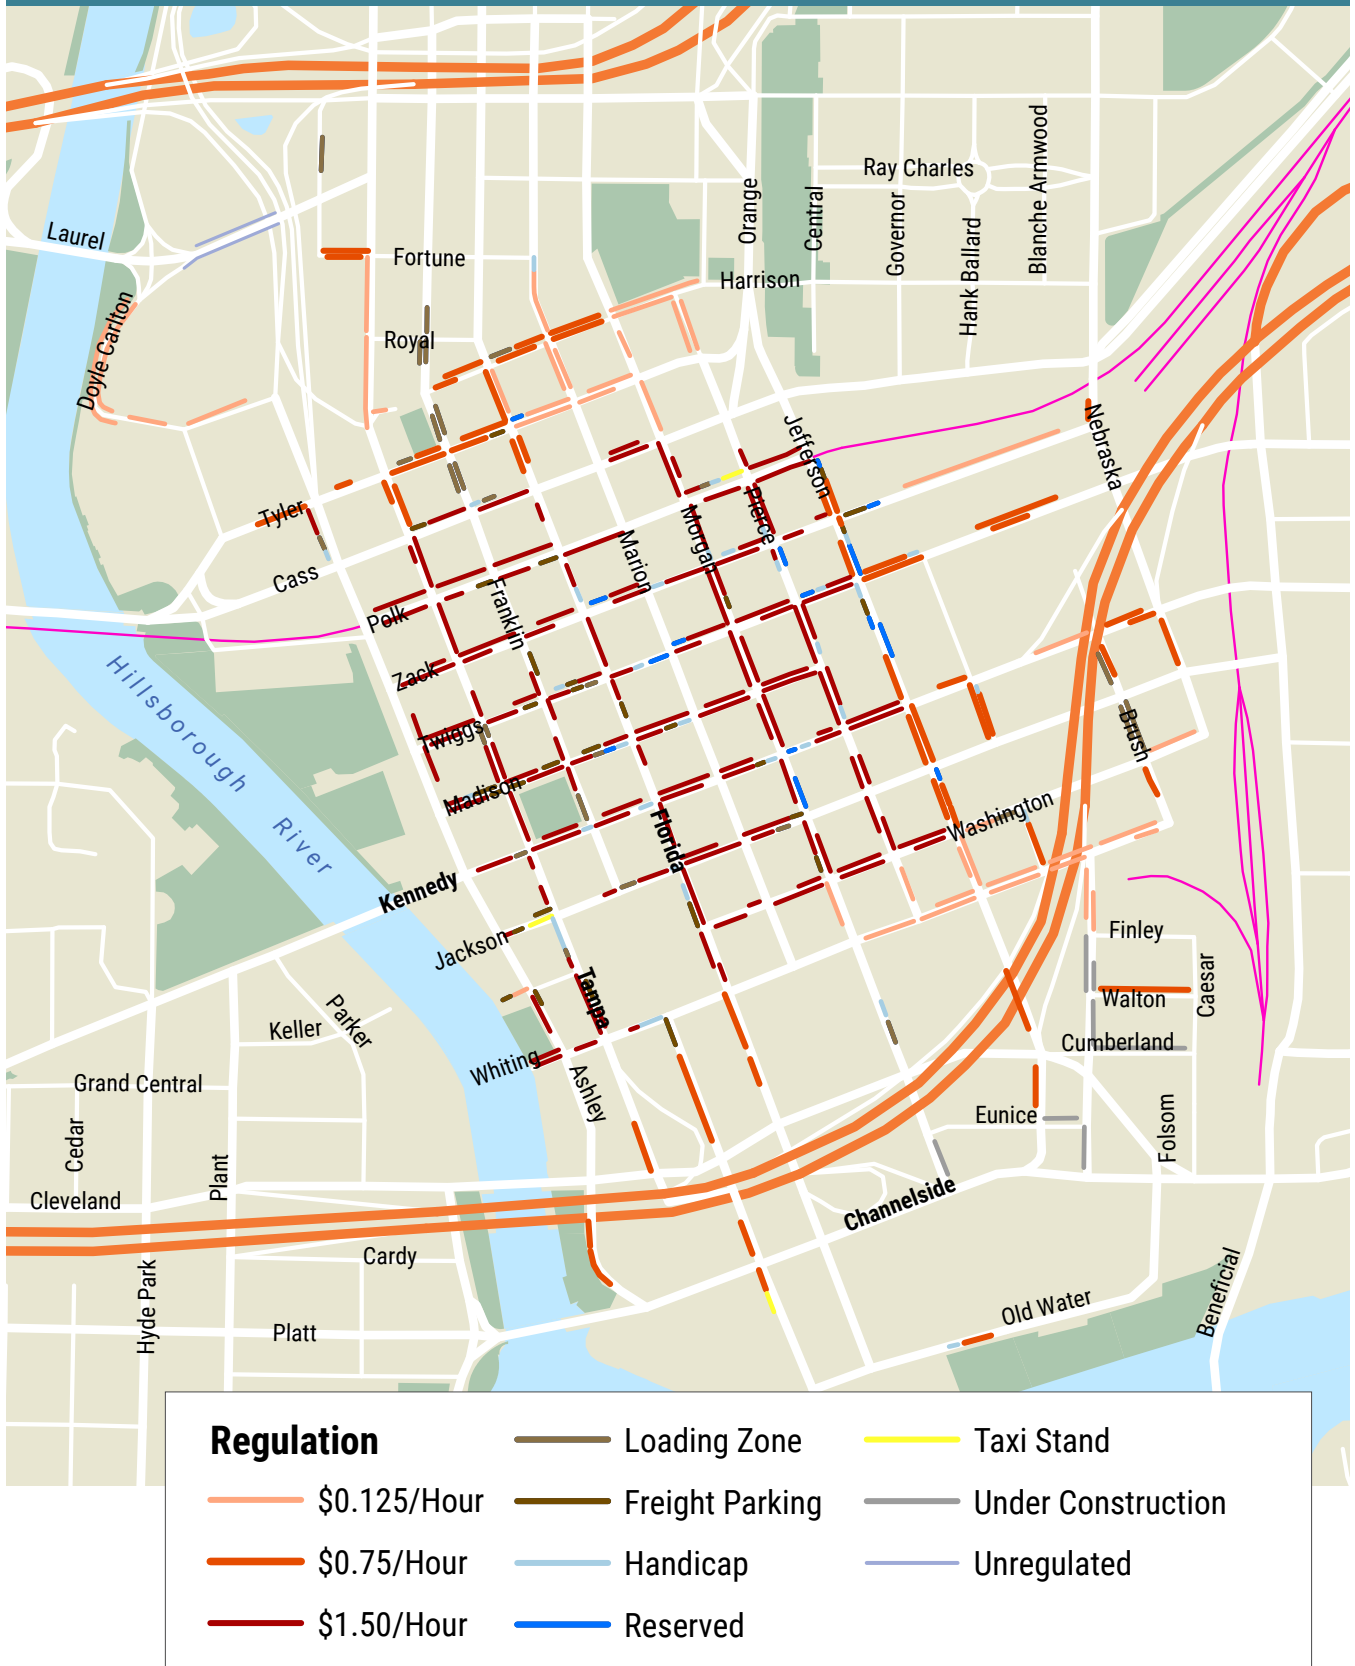 Ray Charles
Blanche Armwood
Orange
Central
Governor
Hank Ballard
Laurel
Fortune
Harrison
Doyle Carlton
Royal
Jefferson
Nebraska
Tyler
Pierce
Morgan
Marion
Cass
Franklin
Polk
Zack
Hillsborough
River
Twiggs
Brush
Madison
Washington
Florida
Kennedy
Jackson
Finley
Caesar
Tampa
Walton
Parker
Keller
Cumberland
Whiting
Ashley
Grand Central
Cedar
Eunice
Folsom
Plant
Cleveland
Channelside
Cardy
Hyde Park
Beneficial
Old Water
Platt
Regulation
$0.125/Hour
$0.75/Hour
$1.50/Hour
Loading Zone
Freight Parking
Handicap
Reserved
Taxi Stand
Under Construction
Unregulated